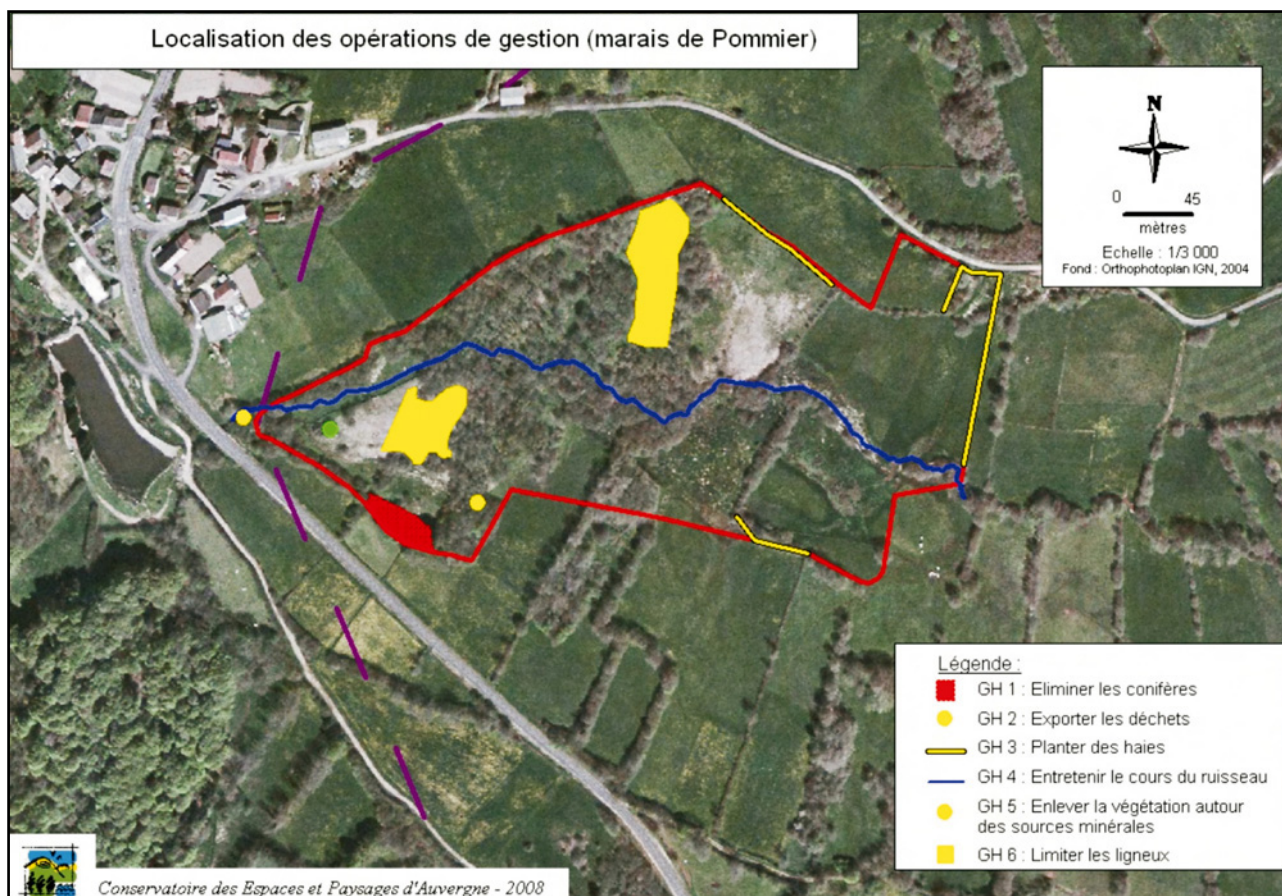 Localisation des opérations de gestion (marais de Pommier)
N
0 45
mètres
Echelle : 1/3 000
Fond : Orthophotoplan IGN, 2004
Légende :
GH 1 : Eliminer les conifères
GH 2 : Exporter les déchets
GH 3 : Planter des haies
GH 4 : Entretenir le cours du ruisseau
GH 5 : Enlever la végétation autour
des sources minérales
GH 6 : Limiter les ligneux
Conservatoire des Espaces et Paysages d'Auvergne - 2008